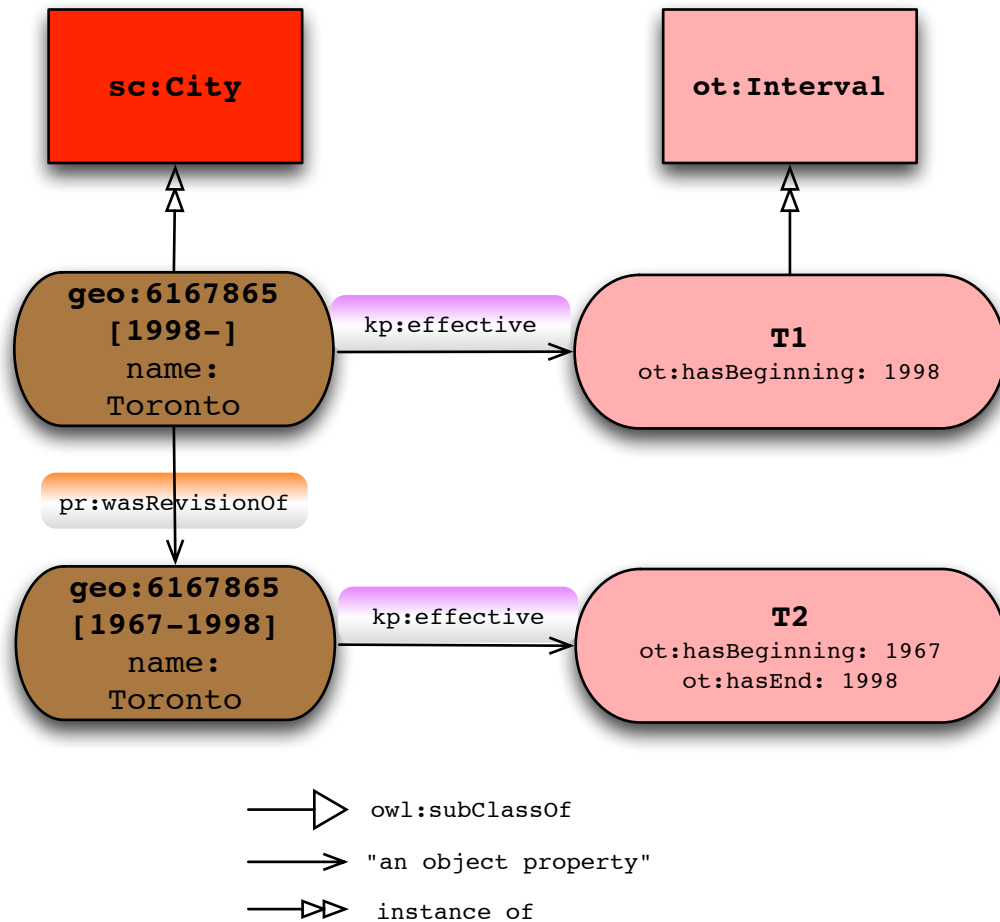 sc:City
ot:Interval
geo:6167865
[1998-]
name:
Toronto
kp:effective
T1
ot:hasBeginning: 1998
pr:wasRevisionOf
geo:6167865
[1967-1998]
name:
Toronto
kp:effective
T2
ot:hasBeginning: 1967
ot:hasEnd: 1998
owl:subClassOf
"an object property"
instance of